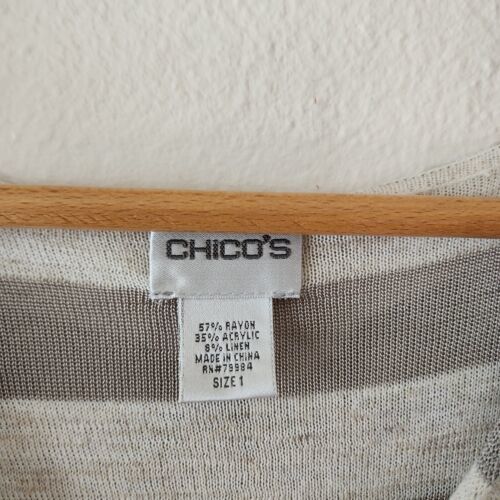 CHICO'S
57% RAYON
35% ACRYLIC
8% LINEN
MADE IN CHINA
RN#79984
SIZE 1